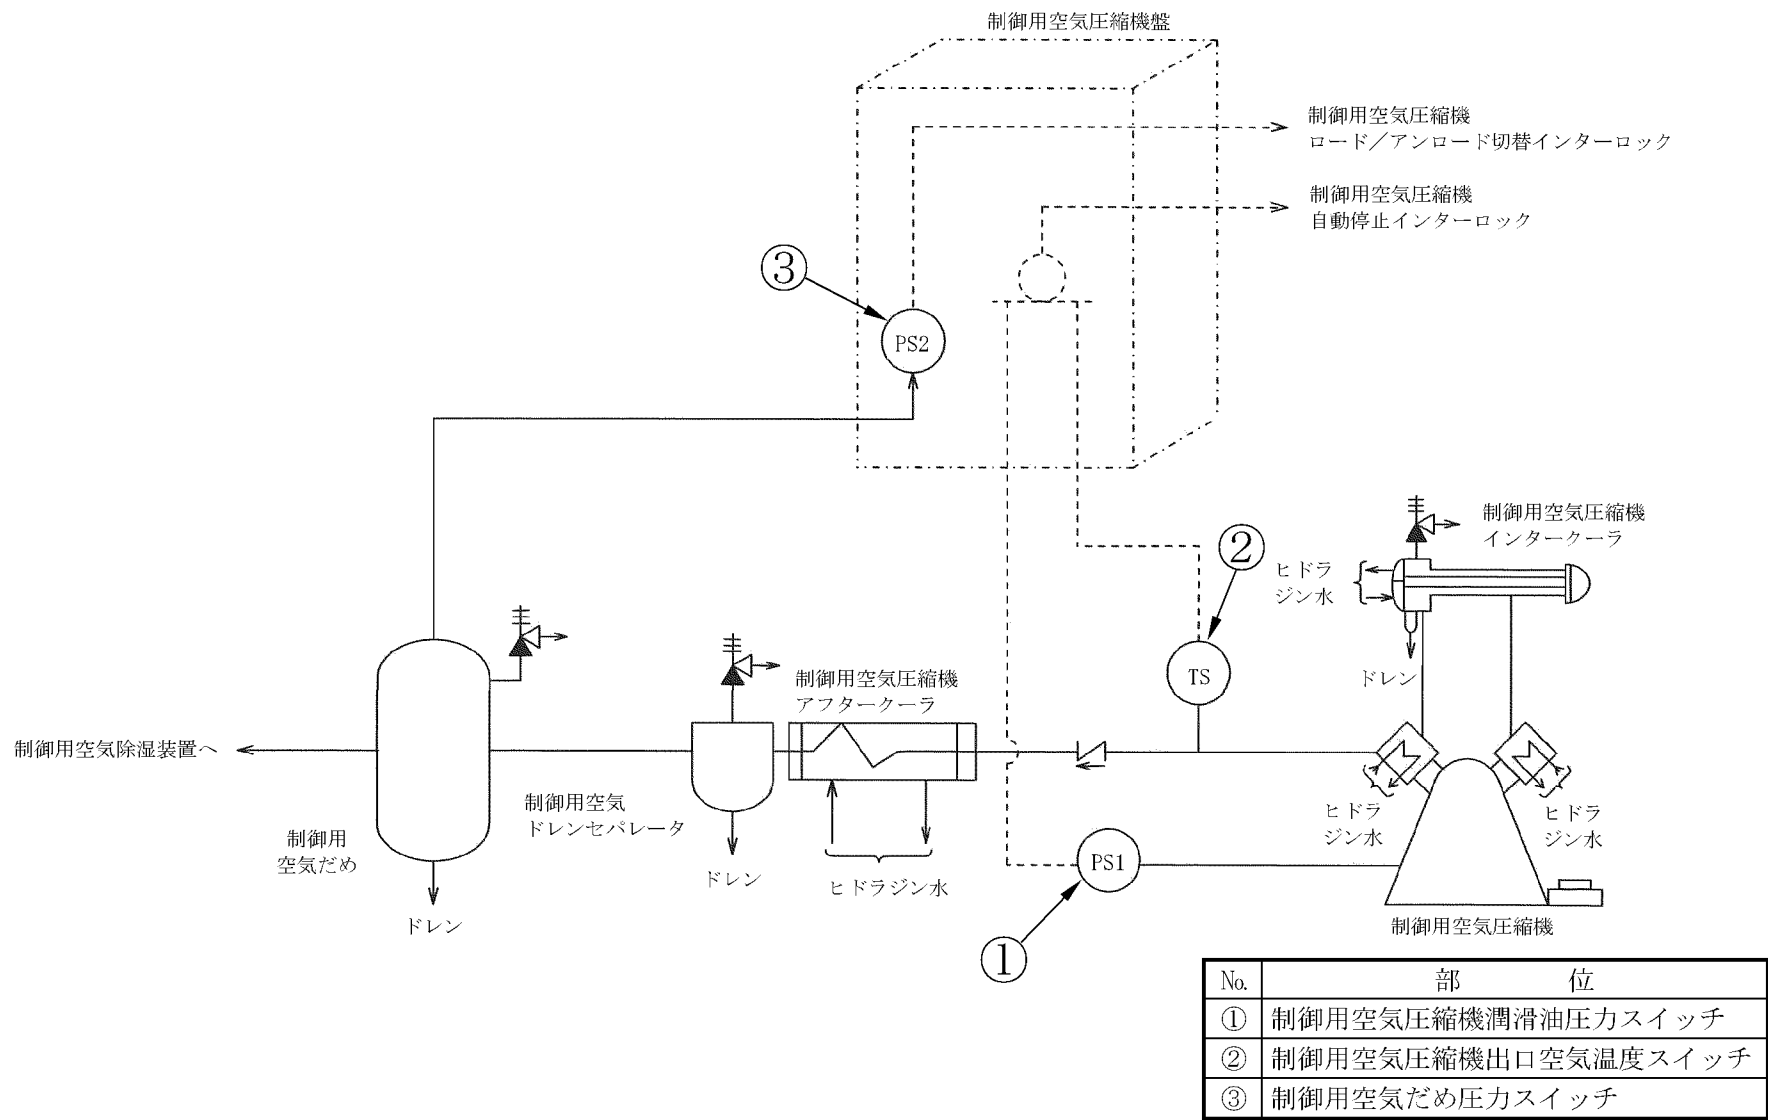 制御用空気圧縮機盤
制御用空気圧縮機
ロード／アンロード切替インターロック
制御用空気圧縮機
自動停止インターロック
③
PS2
②
制御用空気圧縮機
インタークーラ
ヒドラ
ジン水
ドレン
TS
制御用空気圧縮機
アフタークーラ
制御用空気除湿装置へ
制御用空気
ドレンセパレータ
制御用
空気だめ
ヒドラ
ジン水
ヒドラ
ジン水
PS1
ドレン
ヒドラジン水
ドレン
制御用空気圧縮機
①
No. 部 位
① 制御用空気圧縮機潤滑油圧力スイッチ
② 制御用空気圧縮機出口空気温度スイッチ
③ 制御用空気だめ圧力スイッチ